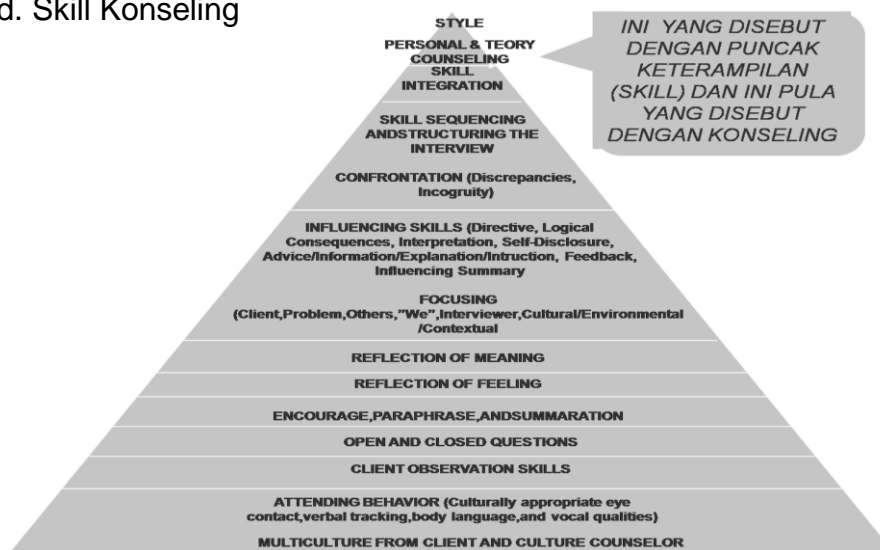 d. Skill Konseling
STYLE
PERSONAL & TEORY
COUNSELING
SKILL
INTEGRATION
INI YANG DISEBUT
DENGAN PUNCAK
KETERAMPILAN
(SKILL) DAN INI PULA
YANG DISEBUT
DENGAN KONSELING
SKILL SEQUENCING
ANDSTRUCTURING THE
INTERVIEW
CONFRONTATION (Discrepancies,
Incogruity)
INFLUENCING SKILLS (Directive, Logical
Consequences, Interpretation, Self-Disclosure,
Advice/Information/Explanation/Intruction, Feedback,
Influencing Summary
FOCUSING
(Client,Problem,Others,"We",Interviewer,Cultural/Environmental
/Contextual
REFLECTION OF MEANING
REFLECTION OF FEELING
ENCOURAGE,PARAPHRASE,ANDSUMMARATION
OPEN AND CLOSED QUESTIONS
CLIENT OBSERVATION SKILLS
ATTENDING BEHAVIOR (Culturally appropriate eye
contact,verbal tracking,body language,and vocal qualities)
MULTICULTURE FROM CLIENT AND CULTURE COUNSELOR